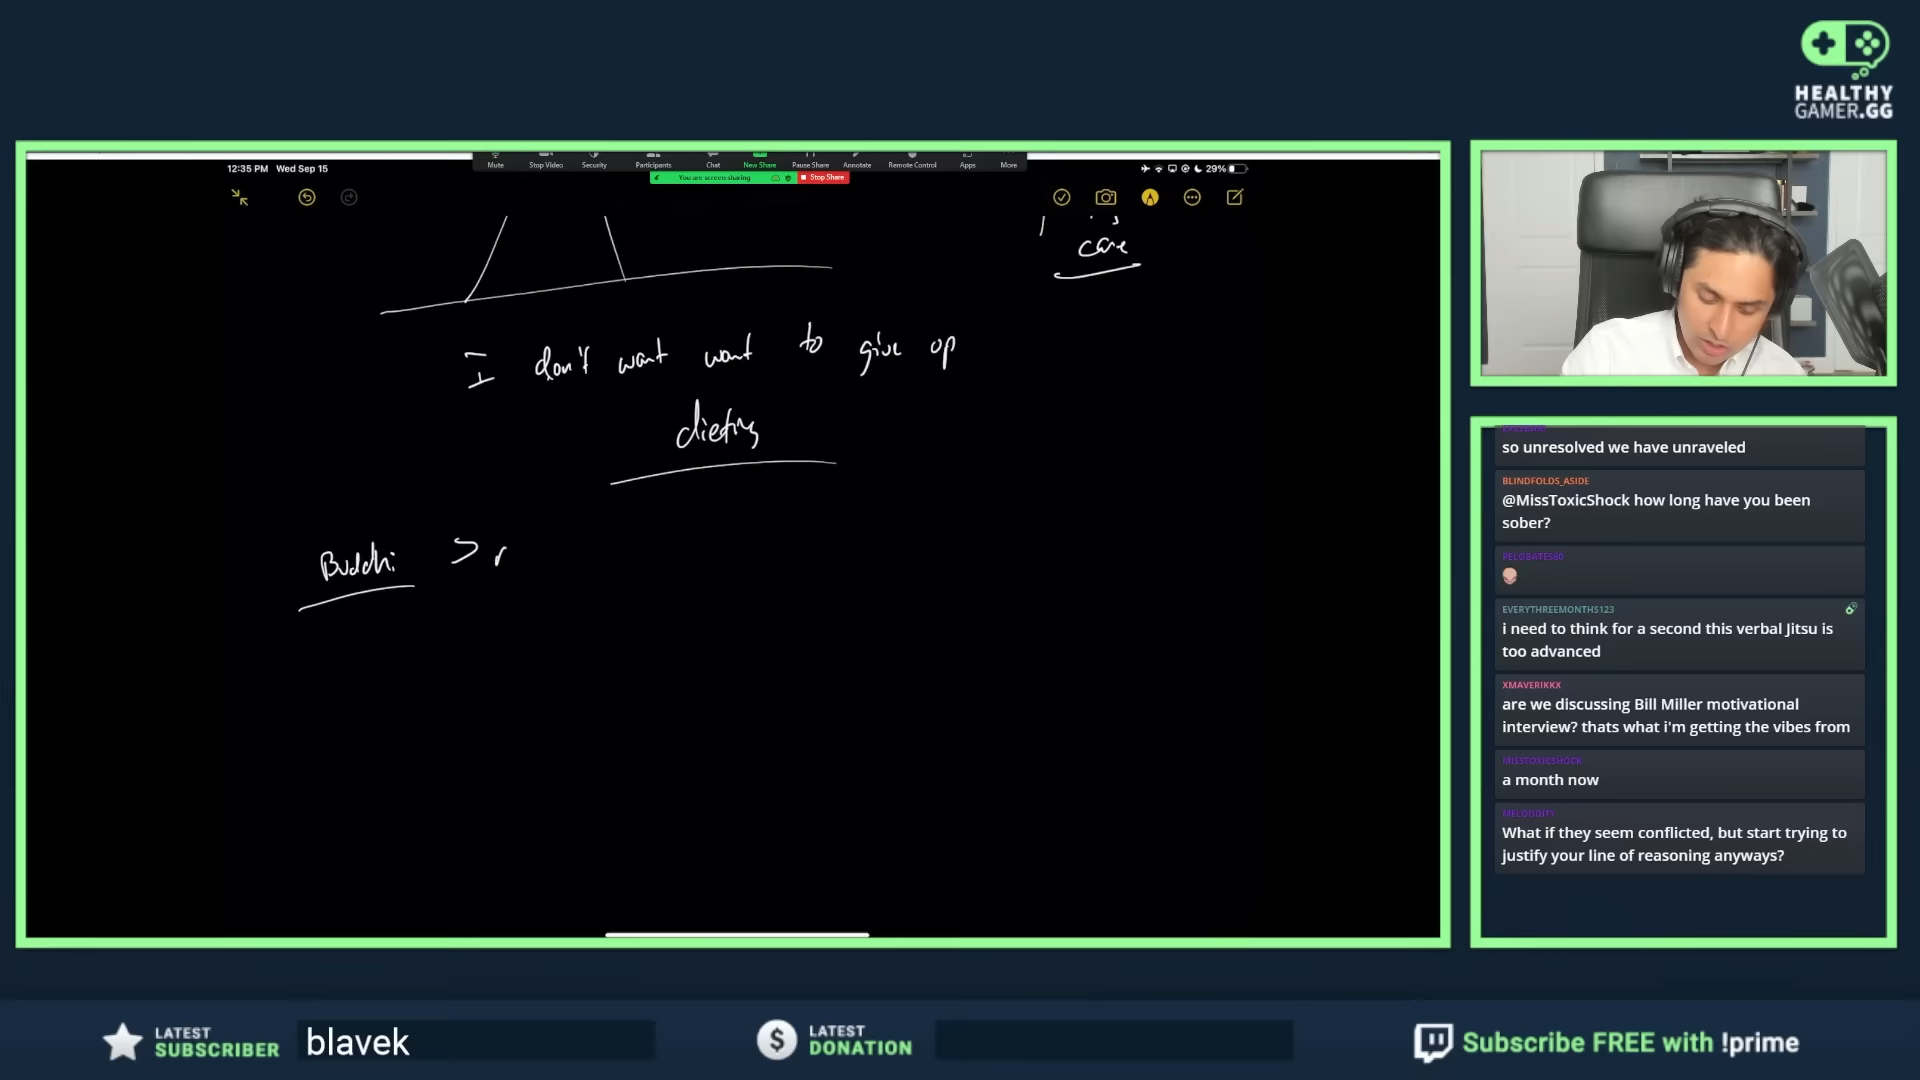 HEALTHY
GAMER.GG
12:35 PM Wed Sep 15
Mute Stop Video Security Participants Chat New Share Pause Share Annotate Remote Control Apps More
You are screen sharing Stop Share
29%
care
I don't want want to give up
dieting
Buddhi > r
so unresolved we have unraveled
BLINDFOLDS_ASIDE
@MissToxicShock how long have you been
sober?
PELOBATES80
EVERYTHREEMONTHS123
i need to think for a second this verbal Jitsu is
too advanced
XMAVERIKKX
are we discussing Bill Miller motivational
interview? thats what i'm getting the vibes from
MISSTOXICSHOCK
a month now
MELODDITY
What if they seem conflicted, but start trying to
justify your line of reasoning anyways?
LATEST
SUBSCRIBER
blavek
$
LATEST
DONATION
Subscribe FREE with !prime